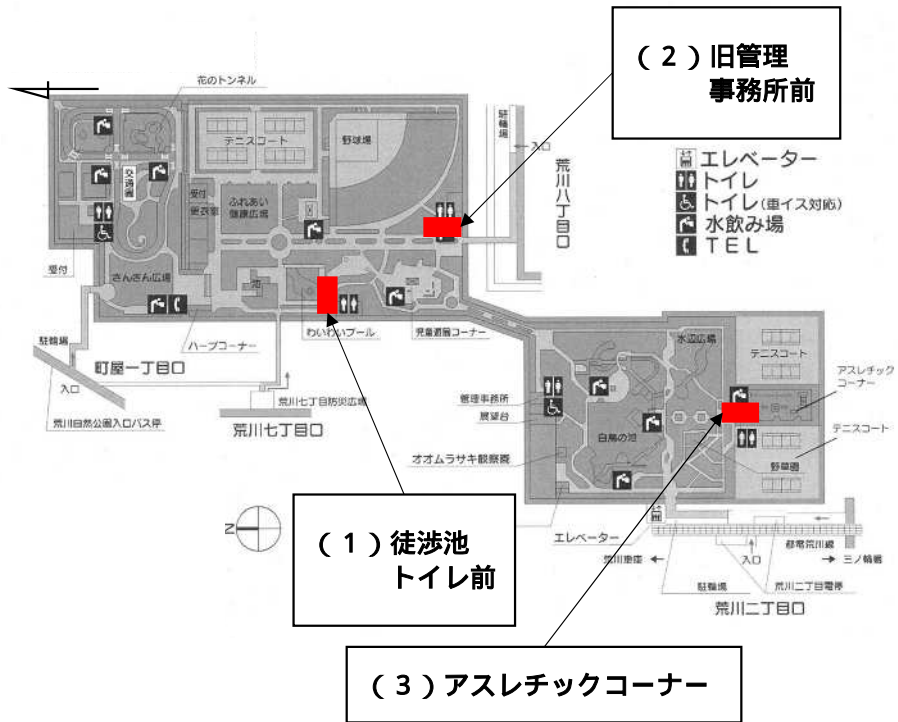 （２）旧管理
事務所前
花のトンネル
テニスコート
野球場
駐輪場
入口
荒川八丁目口
エレベーター
トイレ
トイレ(車イス対応)
水飲み場
TEL
交通園
受付
更衣室
ふれあい
健康広場
受付
さんさん広場
池
わいわいプール
児童遊園コーナー
ハーブコーナー
駐輪場
町屋一丁目口
入口
荒川自然公園入口バス停
荒川七丁目防災広場
荒川七丁目口
水辺広場
テニスコート
アスレチック
コーナー
管理事務所
展望台
白鳥の池
テニスコート
オオムラサキ観察園
野草園
N
（１）徒渉池
トイレ前
エレベーター
荒川車庫
入口
都電荒川線
三ノ輪橋
駐輪場
荒川二丁目電停
荒川二丁目口
（３）アスレチックコーナー